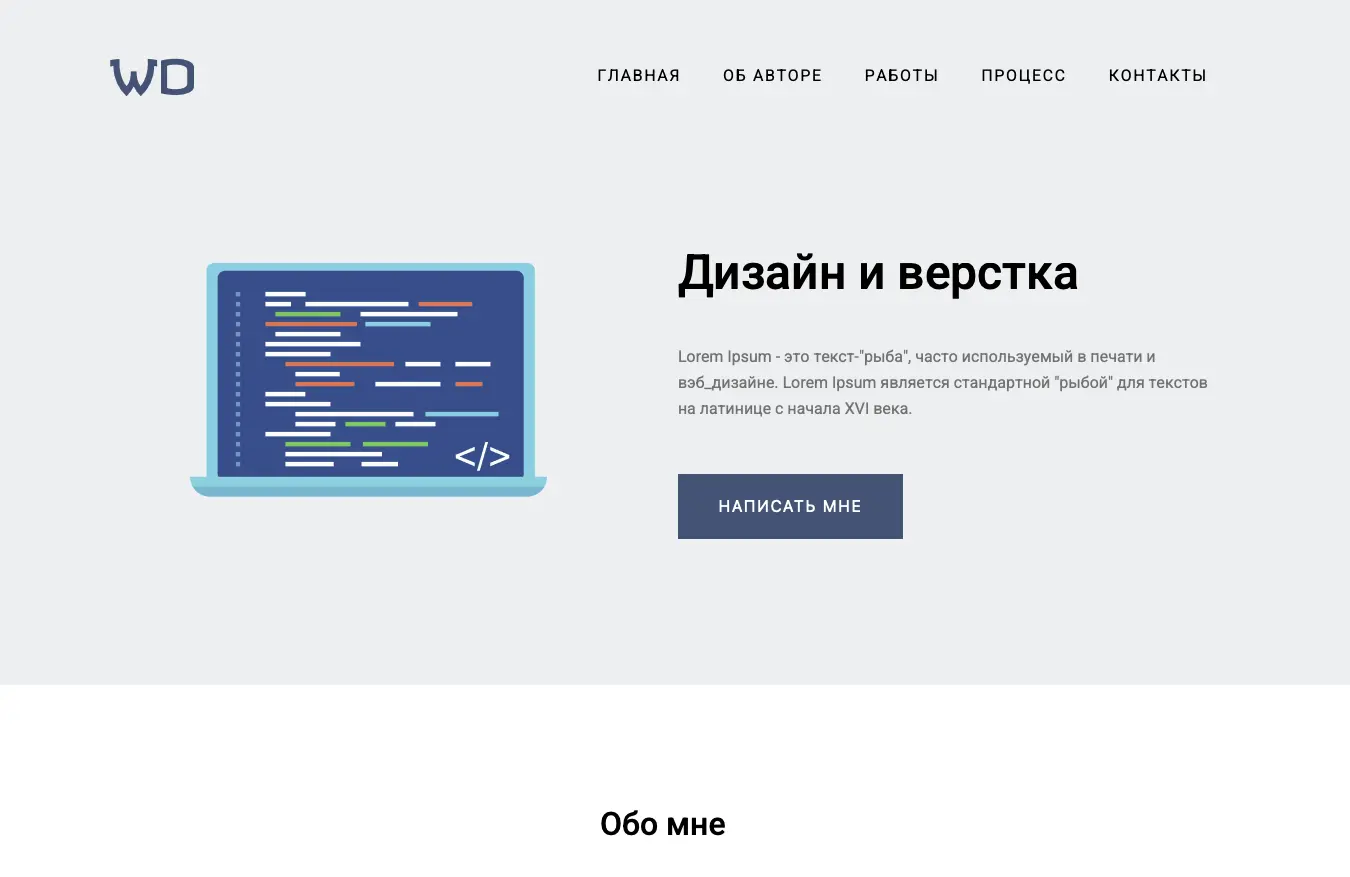 WD
ГЛАВНАЯ ОБ АВТОРЕ РАБОТЫ ПРОЦЕСС КОНТАКТЫ
Дизайн и верстка
Lorem Ipsum - это текст-"рыба", часто используемый в печати и
вэб_дизайне. Lorem Ipsum является стандартной "рыбой" для текстов
на латинице с начала XVI века.
</>
НАПИСАТЬ МНЕ
Обо мне